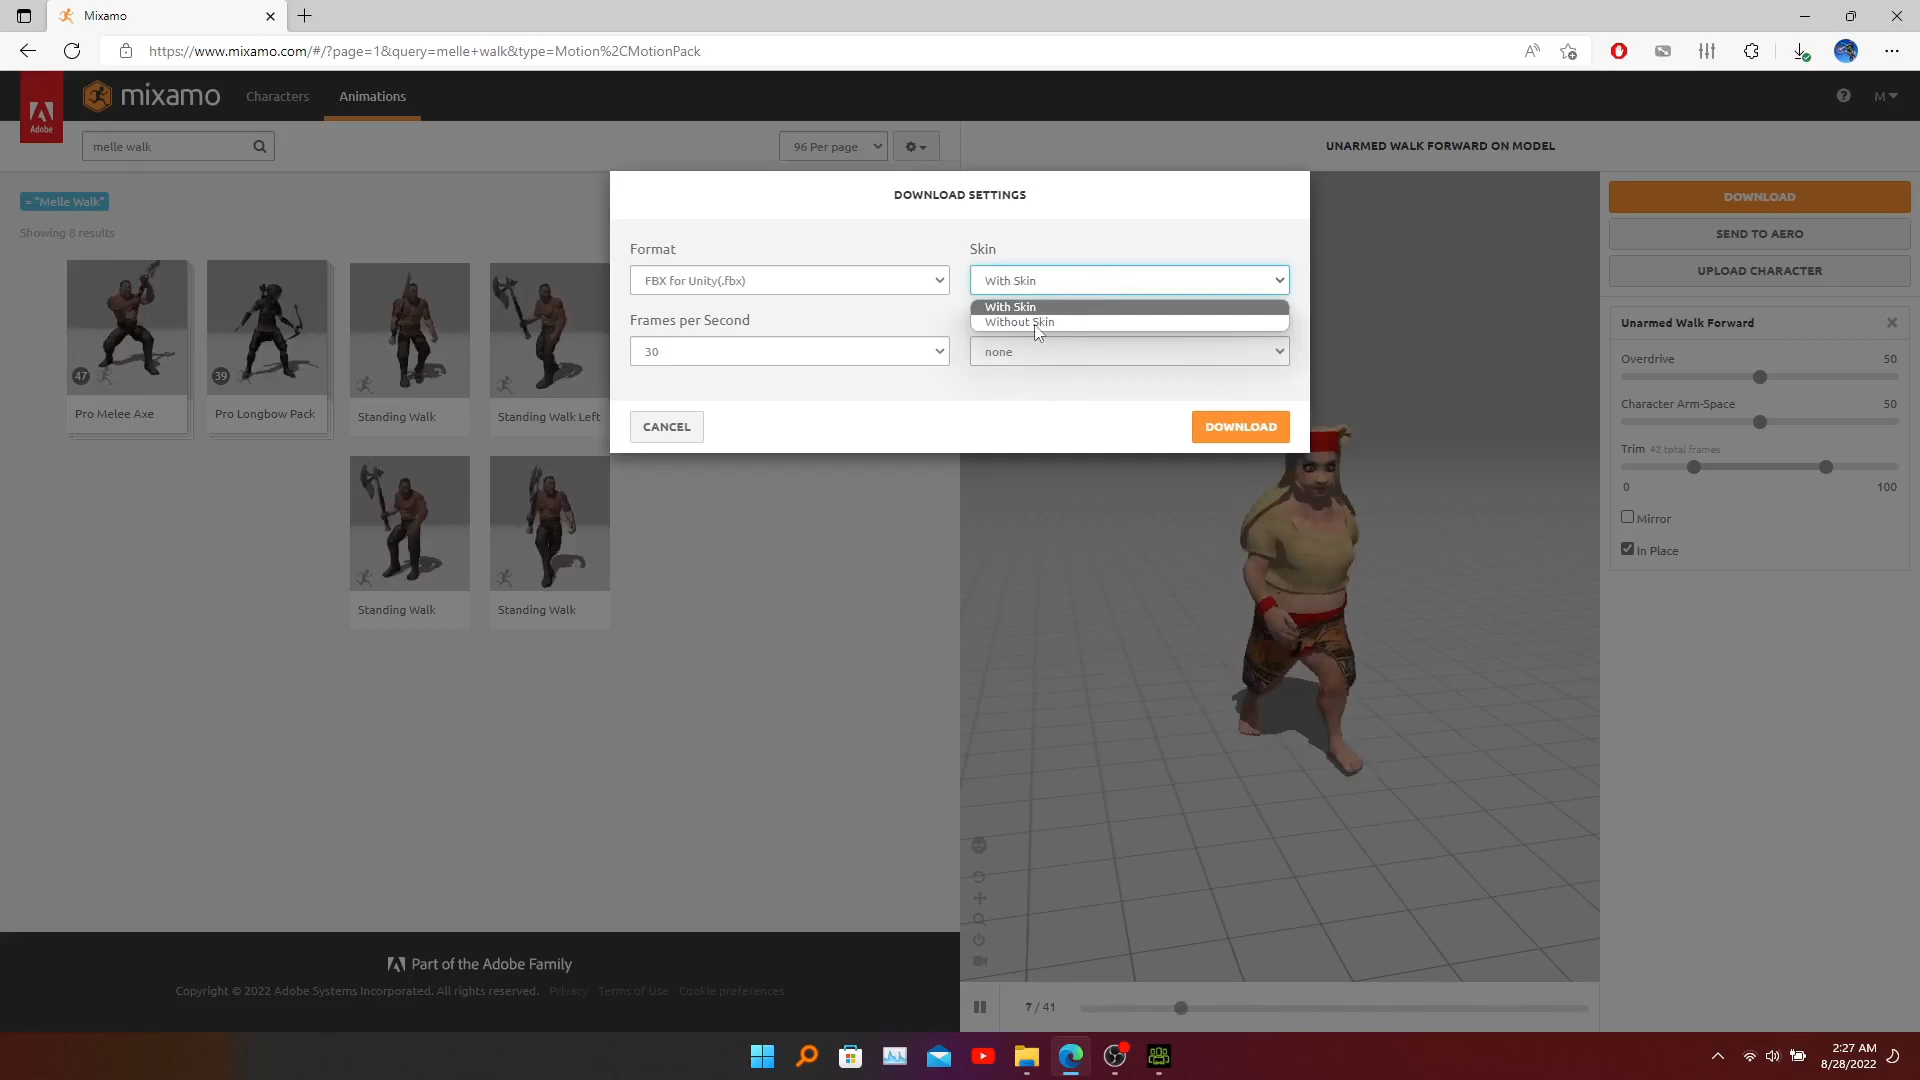 Mixamo
https://www.mixamo.com/#/?page=1&query=melle+walk&type=Motion%2CMotionPack
Adobe
mixamo
Characters
Animations
M
melle walk
96 Per page
UNARMED WALK FORWARD ON MODEL
≈ "Melle Walk"
Showing 8 results
47
Pro Melee Axe
39
Pro Longbow Pack
Standing Walk
Standing Walk Left
Standing Walk
Standing Walk
DOWNLOAD SETTINGS
Format
Skin
FBX for Unity(.fbx)
With Skin
With Skin
Without Skin
Frames per Second
30
none
CANCEL
DOWNLOAD
DOWNLOAD
SEND TO AERO
UPLOAD CHARACTER
Unarmed Walk Forward
Overdrive 50
Character Arm-Space 50
Trim 42 total frames
0 100
Mirror
In Place
Part of the Adobe Family
Copyright © 2022 Adobe Systems Incorporated. All rights reserved. Privacy Terms of Use Cookie preferences
7 / 41
2:27 AM
8/28/2022